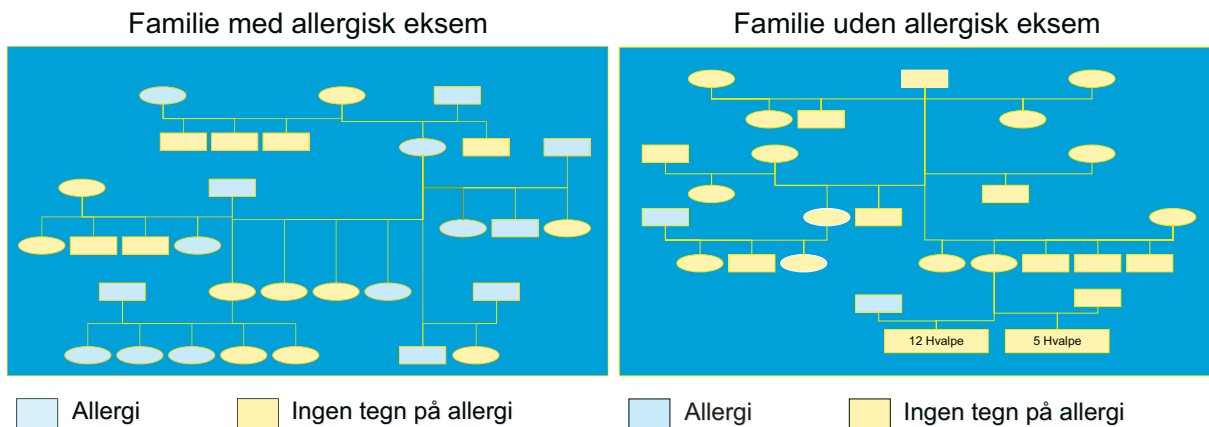 Familie med allergisk eksem
Familie uden allergisk eksem
12 Hvalpe
5 Hvalpe
Allergi
Ingen tegn på allergi
Allergi
Ingen tegn på allergi